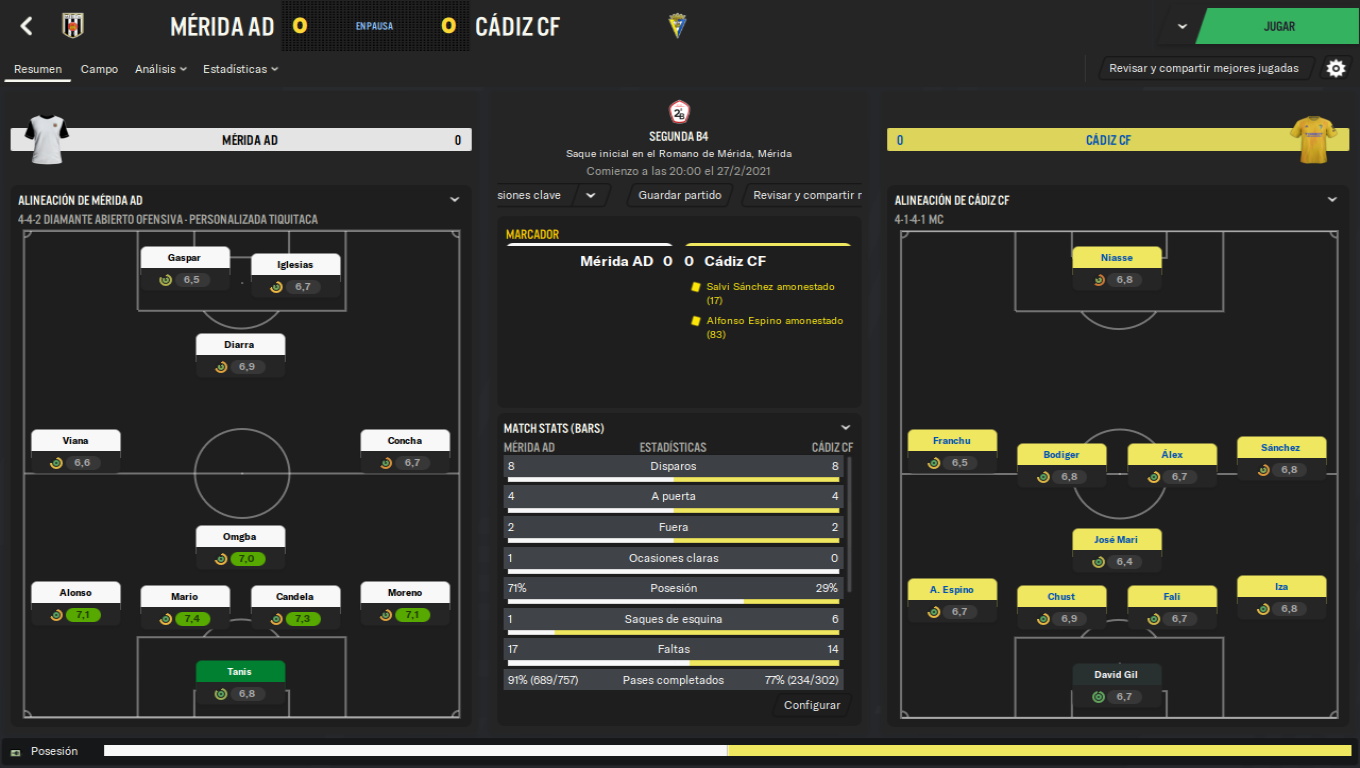 MÉRIDA AD 0 EN PAUSA 0 CÁDIZ CF
JUGAR
Resumen Campo Análisis Estadísticas
Revisar y compartir mejores jugadas
MÉRIDA AD 0
2ªB
SEGUNDA B4
Saque inicial en el Romano de Mérida, Mérida
Comienzo a las 20:00 el 27/2/2021
siones clave Guardar partido Revisar y compartir r
0 CÁDIZ CF
ALINEACIÓN DE MÉRIDA AD
4-4-2 DIAMANTE ABIERTO OFENSIVA - PERSONALIZADA TIQUITACA
Gaspar
6,5
Iglesias
6,7
Diarra
6,9
Viana
6,6
Concha
6,7
Omgba
7,0
Alonso
7,1
Mario
7,4
Candela
7,3
Moreno
7,1
Tanis
6,8
MARCADOR
Mérida AD 0 0 Cádiz CF
Salvi Sánchez amonestado
(17)
Alfonso Espino amonestado
(83)
MATCH STATS (BARS)
MÉRIDA AD ESTADÍSTICAS CÁDIZ CF
8 Disparos 8
4 A puerta 4
2 Fuera 2
1 Ocasiones claras 0
71% Posesión 29%
1 Saques de esquina 6
17 Faltas 14
91% (689/757) Pases completados 77% (234/302)
Configurar
ALINEACIÓN DE CÁDIZ CF
4-1-4-1 MC
Niasse
6,8
Franchu
6,5
Bodiger
6,8
Álex
6,7
Sánchez
6,8
José Mari
6,4
A. Espino
6,7
Chust
6,9
Fali
6,7
Iza
6,8
David Gil
6,7
Posesión